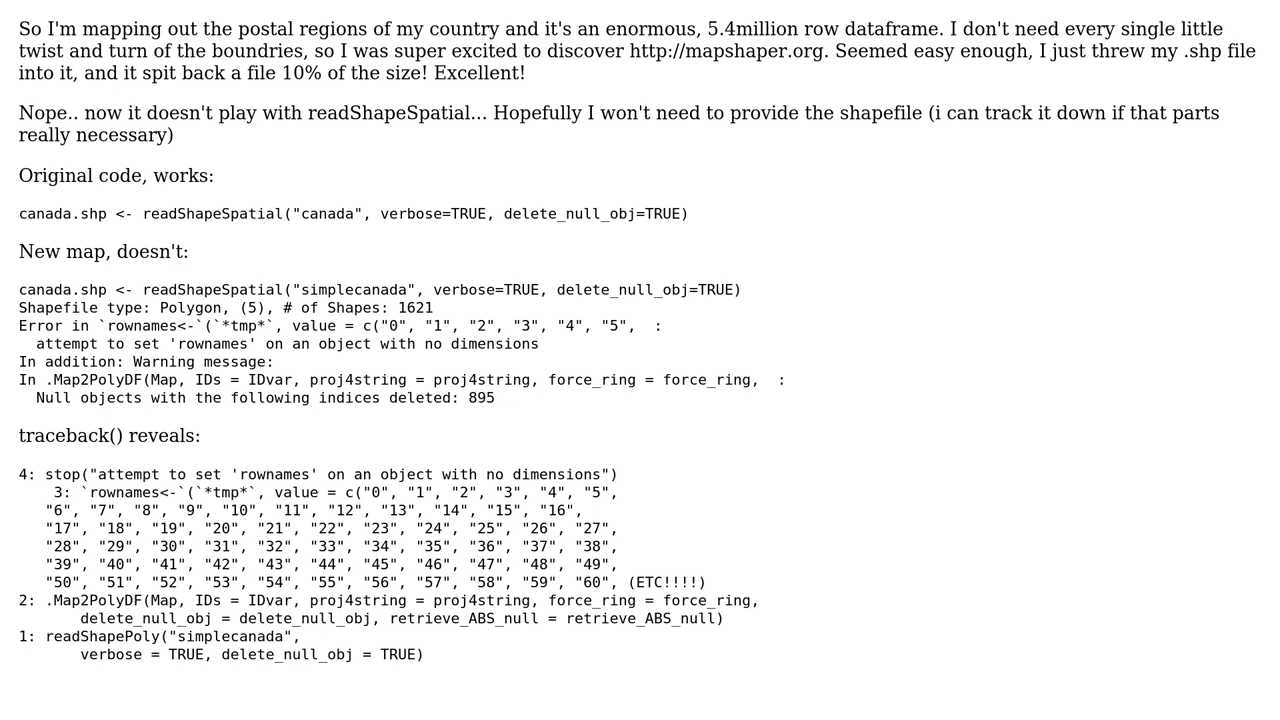 So I'm mapping out the postal regions of my country and it's an enormous, 5.4million row dataframe. I don't need every single little
twist and turn of the boundries, so I was super excited to discover http://mapshaper.org. Seemed easy enough, I just threw my .shp file
into it, and it spit back a file 10% of the size! Excellent!
Nope.. now it doesn't play with readShapeSpatial... Hopefully I won't need to provide the shapefile (i can track it down if that parts
really necessary)
Original code, works:
canada.shp <- readShapeSpatial("canada", verbose=TRUE, delete_null_obj=TRUE)
New map, doesn't:
canada.shp <- readShapeSpatial("simplecanada", verbose=TRUE, delete_null_obj=TRUE)
Shapefile type: Polygon, (5), # of Shapes: 1621
Error in `rownames<-`(`*tmp*`, value = c("0", "1", "2", "3", "4", "5",  :
  attempt to set 'rownames' on an object with no dimensions
In addition: Warning message:
In .Map2PolyDF(Map, IDs = IDvar, proj4string = proj4string, force_ring = force_ring,  :
  Null objects with the following indices deleted: 895
traceback() reveals:
4: stop("attempt to set 'rownames' on an object with no dimensions")
    3: `rownames<-`(`*tmp*`, value = c("0", "1", "2", "3", "4", "5",
   "6", "7", "8", "9", "10", "11", "12", "13", "14", "15", "16",
   "17", "18", "19", "20", "21", "22", "23", "24", "25", "26", "27",
   "28", "29", "30", "31", "32", "33", "34", "35", "36", "37", "38",
   "39", "40", "41", "42", "43", "44", "45", "46", "47", "48", "49",
   "50", "51", "52", "53", "54", "55", "56", "57", "58", "59", "60", (ETC!!!!)
2: .Map2PolyDF(Map, IDs = IDvar, proj4string = proj4string, force_ring = force_ring,
       delete_null_obj = delete_null_obj, retrieve_ABS_null = retrieve_ABS_null)
1: readShapePoly("simplecanada",
       verbose = TRUE, delete_null_obj = TRUE)